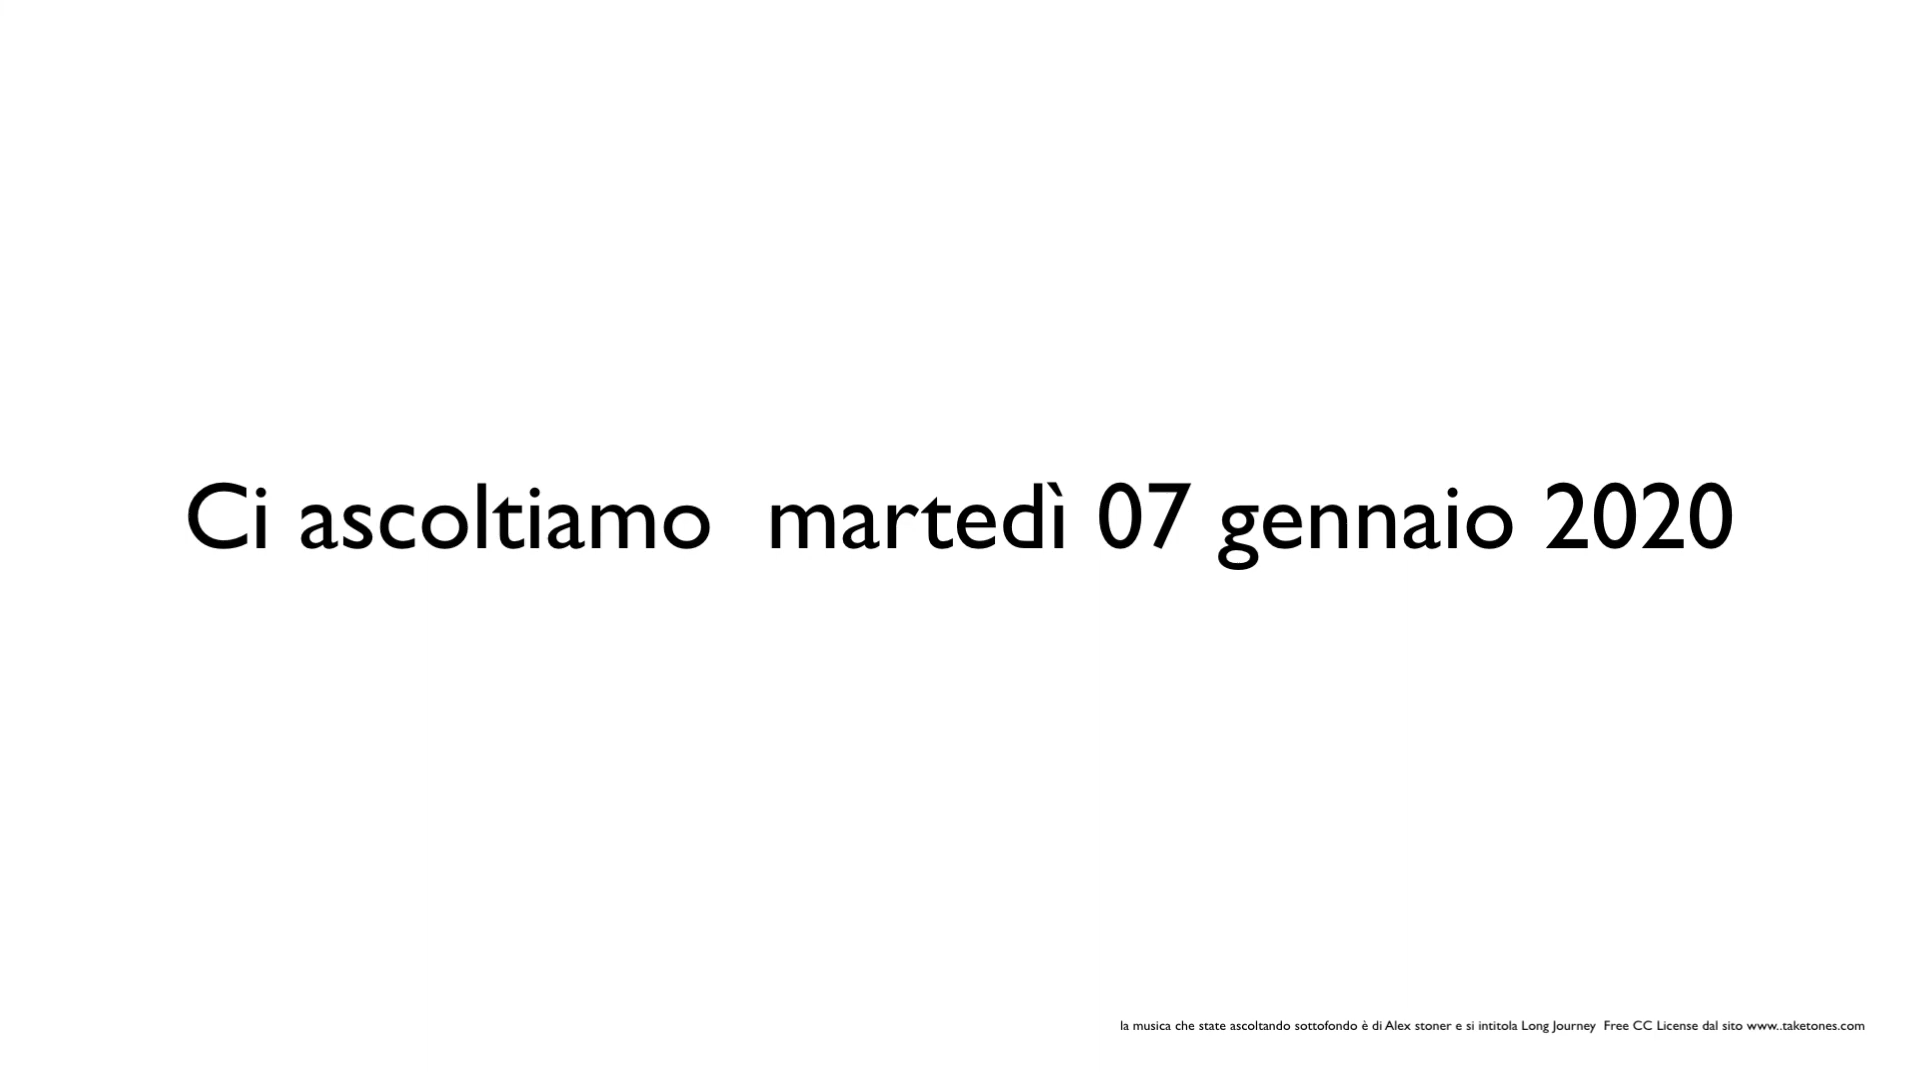 Ci ascoltiamo  martedì 07 gennaio 2020
la musica che state ascoltando sottofondo è di Alex stoner e si intitola Long Journey  Free CC License dal sito www..taketones.com